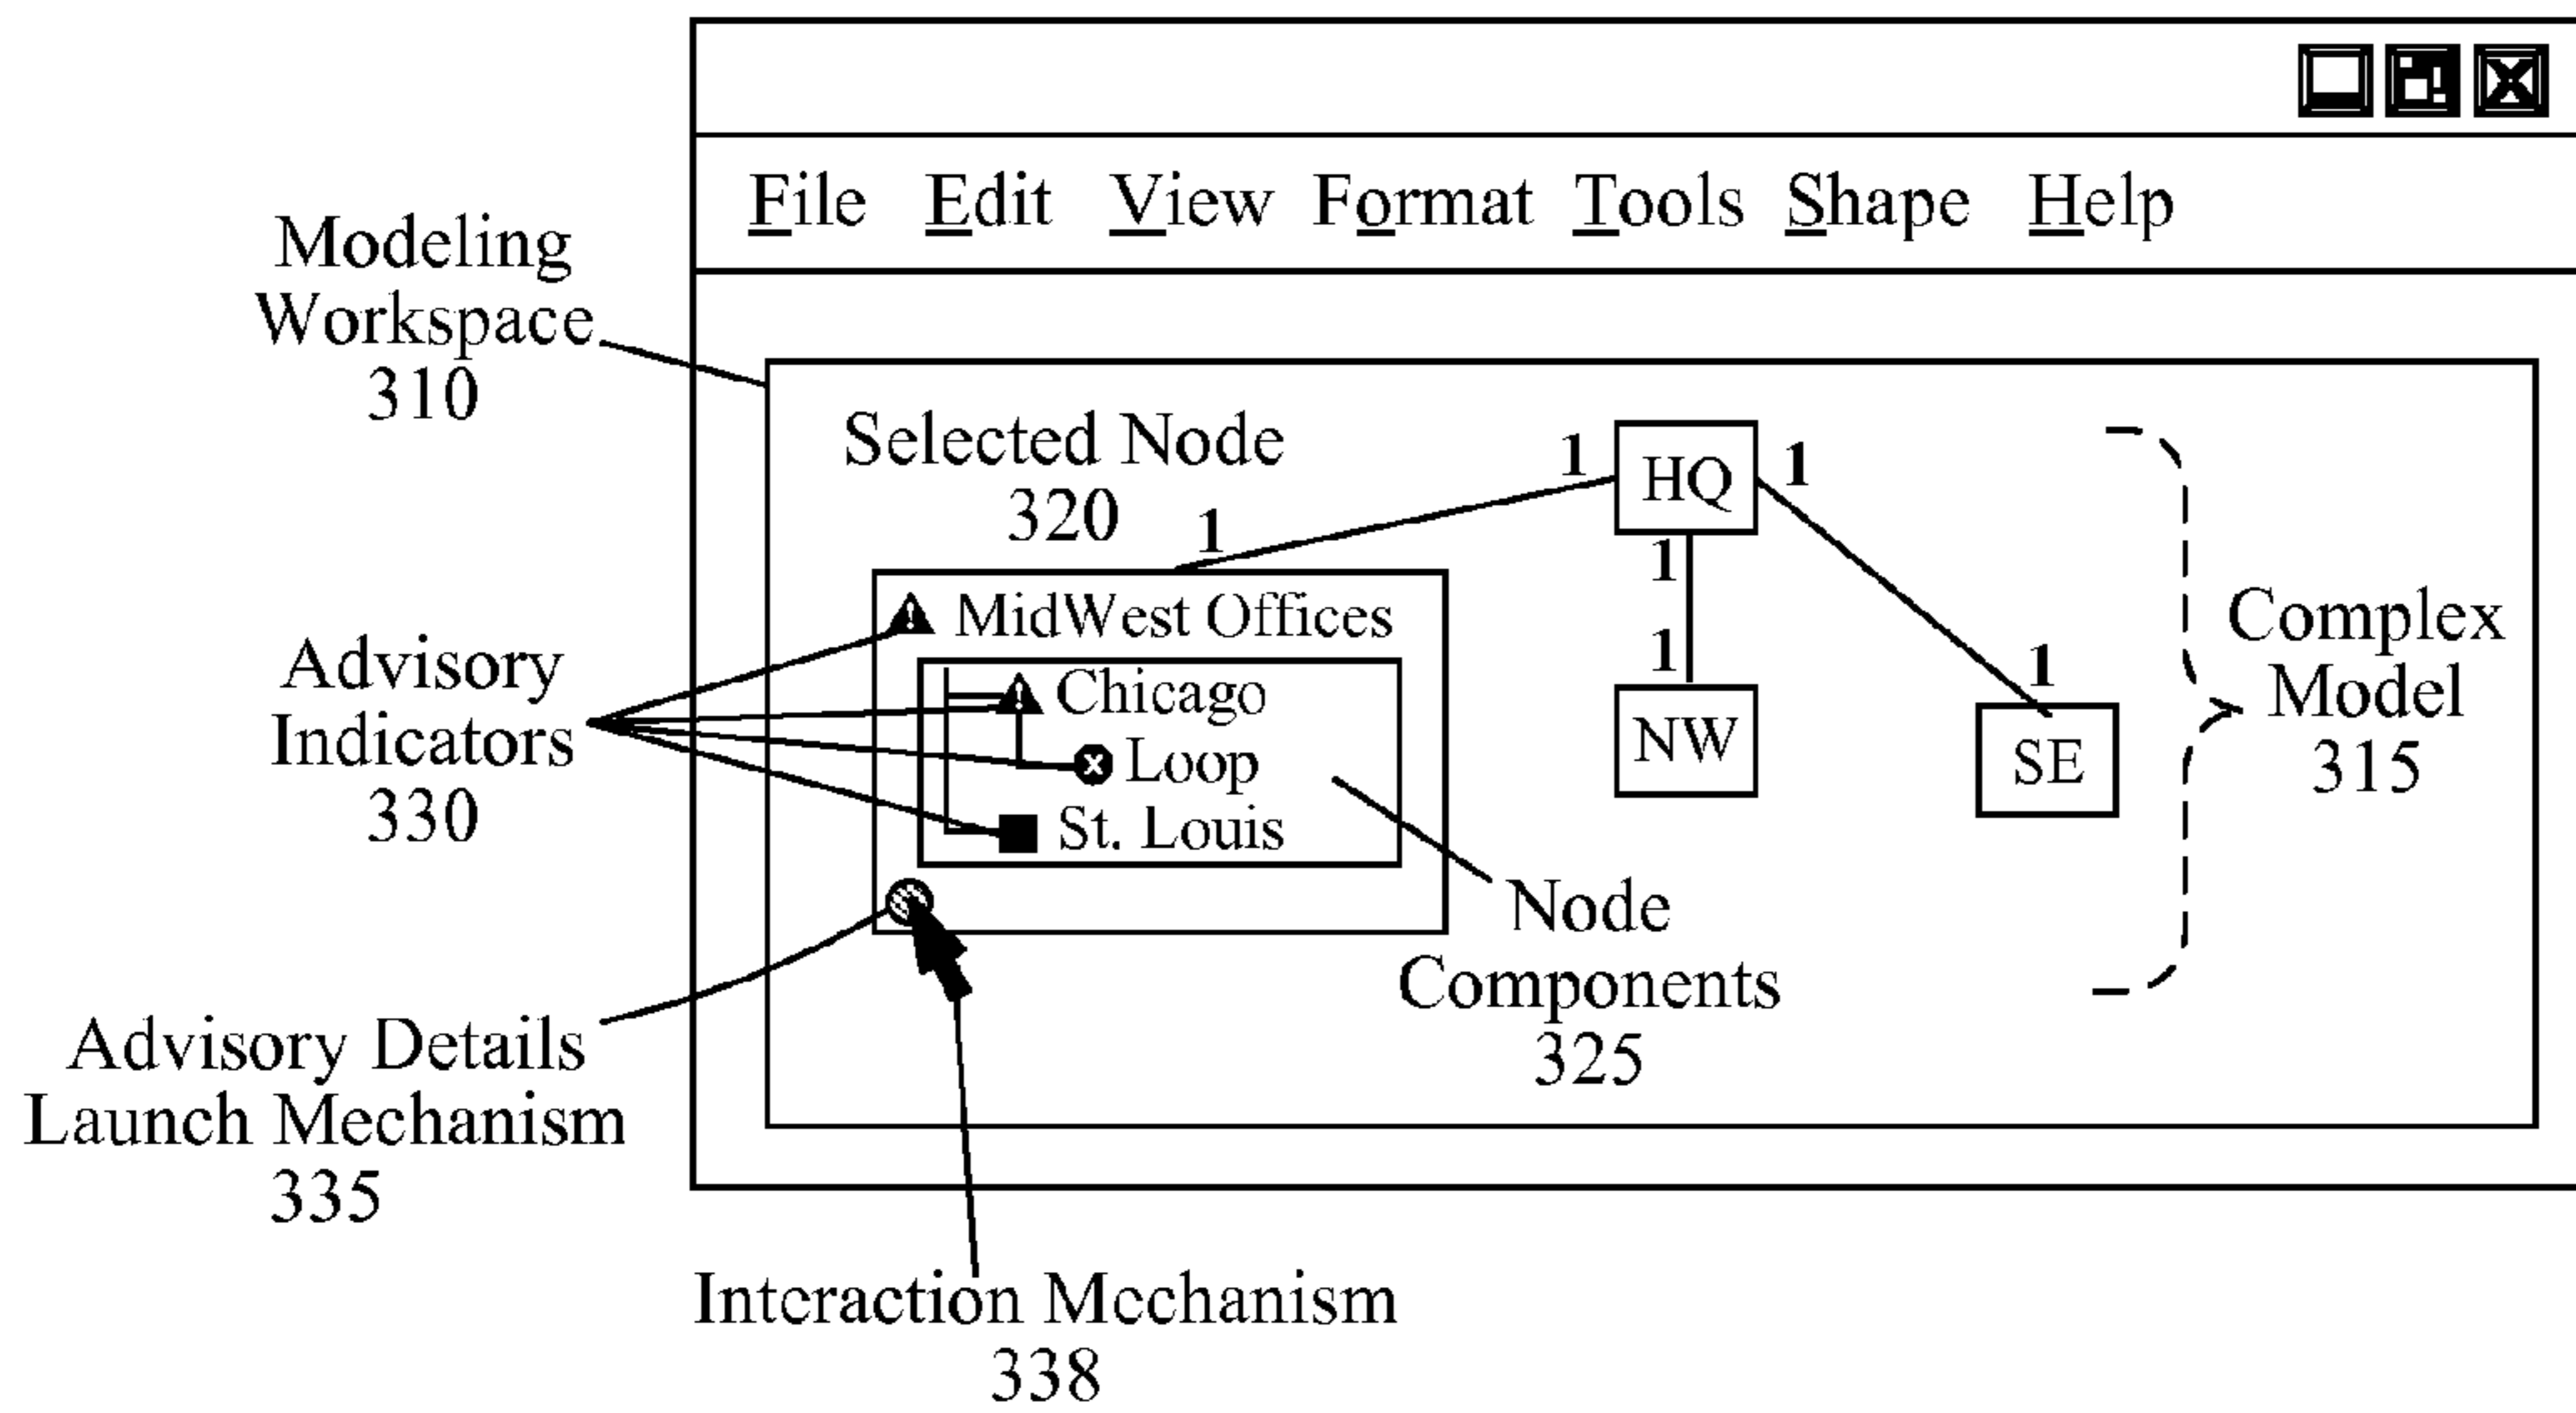 File Edit View Format Tools Shape Help
Modeling
Workspace
310
Selected Node
320
1
1
HQ
1
1
1
NW
1
SE
MidWest Offices
Chicago
Loop
St. Louis
Advisory
Indicators
330
Complex
Model
315
Node
Components
325
Advisory Details
Launch Mechanism
335
Interaction Mechanism
338